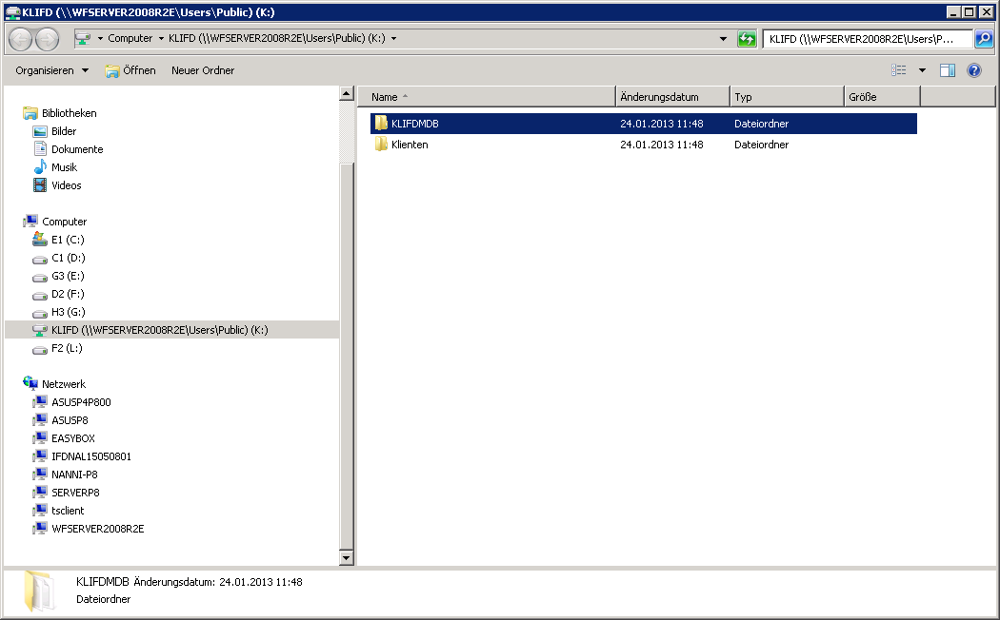 KLIFD (\\WFSERVER2008R2E\Users\Public) (K:)
Computer KLIFD (\\WFSERVER2008R2E\Users\Public) (K:) KLIFD (\\WFSERVER2008R2E\Users\P...
Organisieren Öffnen Neuer Ordner
Bibliotheken
Bilder
Dokumente
Musik
Videos
Computer
E1 (C:)
C1 (D:)
G3 (E:)
D2 (F:)
H3 (G:)
KLIFD (\\WFSERVER2008R2E\Users\Public) (K:)
F2 (L:)
Netzwerk
ASUSP4P800
ASUSP8
EASYBOX
IFDNAL15050801
NANNI-P8
SERVERP8
tsclient
WFSERVER2008R2E
Name Änderungsdatum Typ Größe
KLIFDMDB 24.01.2013 11:48 Dateiordner
Klienten 24.01.2013 11:48 Dateiordner
KLIFDMDB Änderungsdatum: 24.01.2013 11:48
Dateiordner